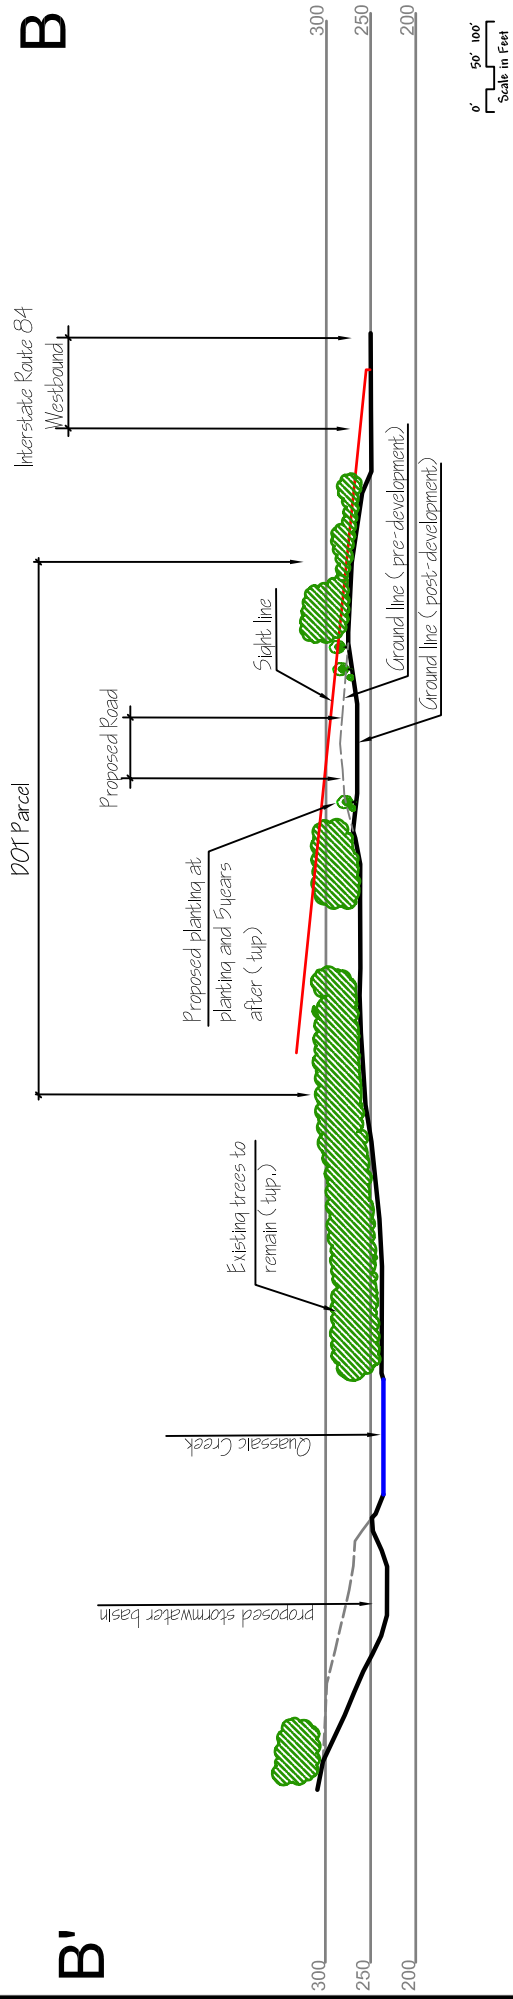 B'
B
DOT Parcel
Interstate Route 84
Westbound
Proposed Road
Sight line
Proposed planting at
planting and 5years
after (typ)
Existing trees to
remain (typ.)
Quassaic Creek
proposed stormwater basin
Ground line (pre-development)
Ground line (post-development)
300
250
200
300
250
200
0' 50' 100'
Scale in Feet